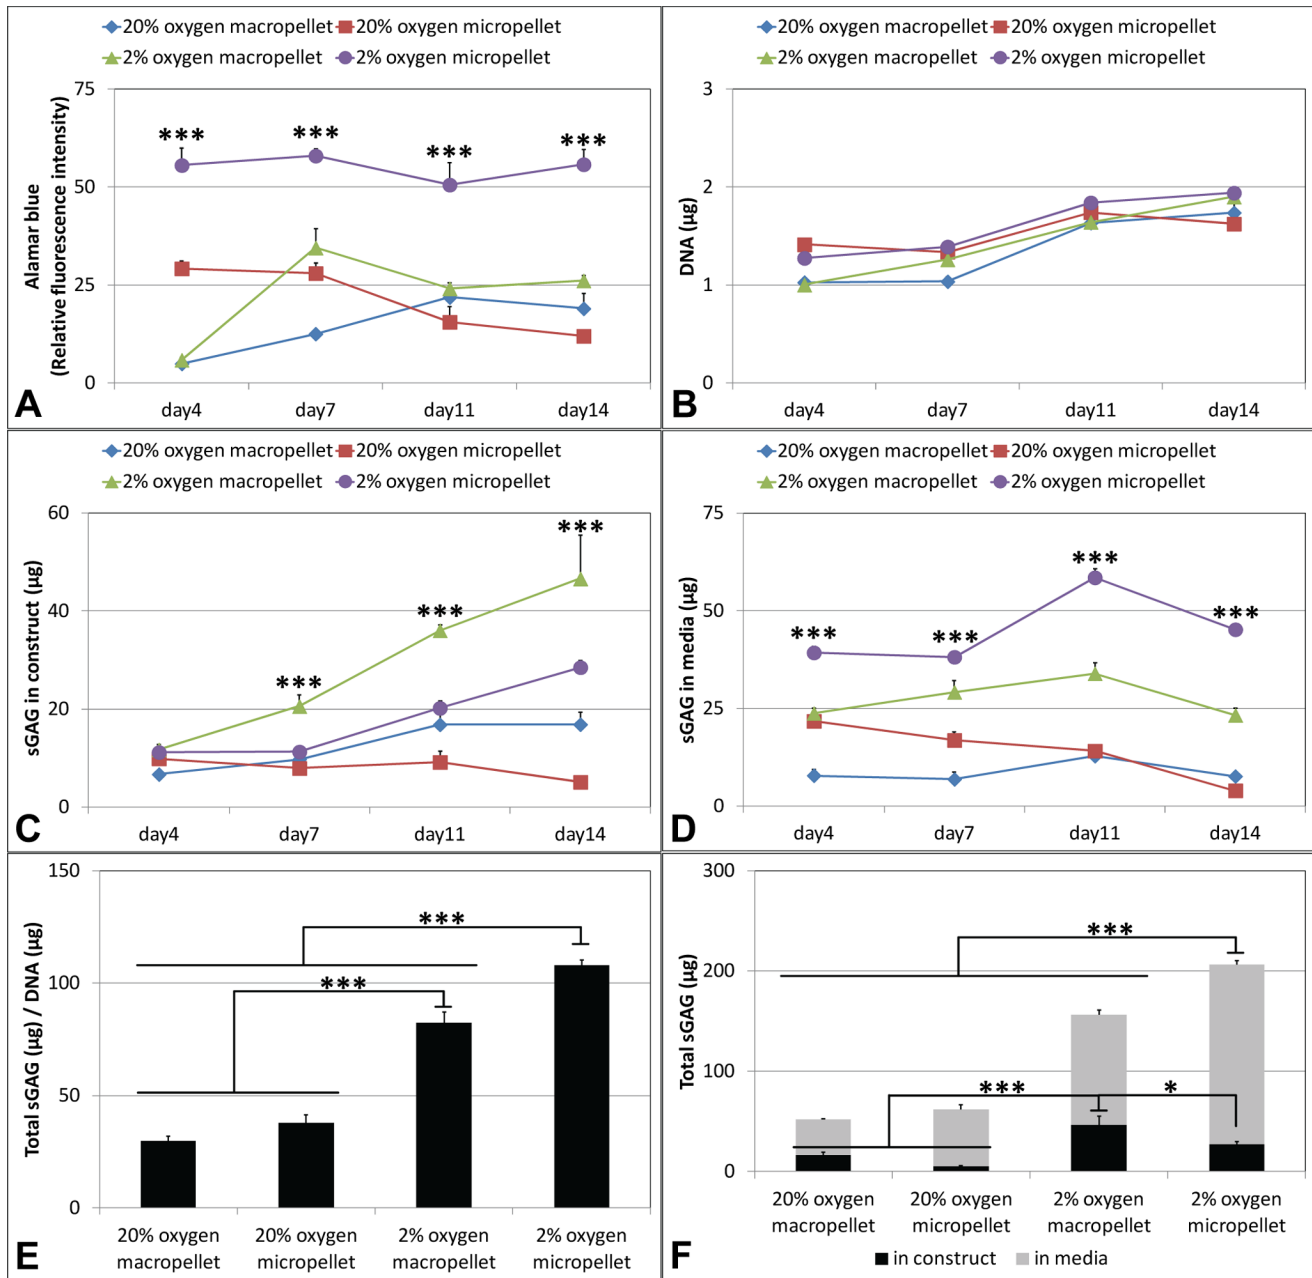 20% oxygen macropellet 20% oxygen micropellet
2% oxygen macropellet 2% oxygen micropellet
Alamar blue
(Relative fluorescence intensity)
75
50
25
0
*** *** *** ***
day4 day7 day11 day14
A
20% oxygen macropellet 20% oxygen micropellet
2% oxygen macropellet 2% oxygen micropellet
DNA (µg)
3
2
1
0
day4 day7 day11 day14
B
20% oxygen macropellet 20% oxygen micropellet
2% oxygen macropellet 2% oxygen micropellet
sGAG in construct (µg)
60
40
20
0
*** *** ***
day4 day7 day11 day14
C
20% oxygen macropellet 20% oxygen micropellet
2% oxygen macropellet 2% oxygen micropellet
sGAG in media (µg)
75
50
25
0
*** *** *** ***
day4 day7 day11 day14
D
Total sGAG (µg) / DNA (µg)
150
100
50
0
***
***
20% oxygen 20% oxygen 2% oxygen 2% oxygen
macropellet micropellet macropellet micropellet
E
Total sGAG (µg)
300
200
100
0
***
*** *
20% oxygen 20% oxygen 2% oxygen 2% oxygen
macropellet micropellet macropellet micropellet
in construct in media
F